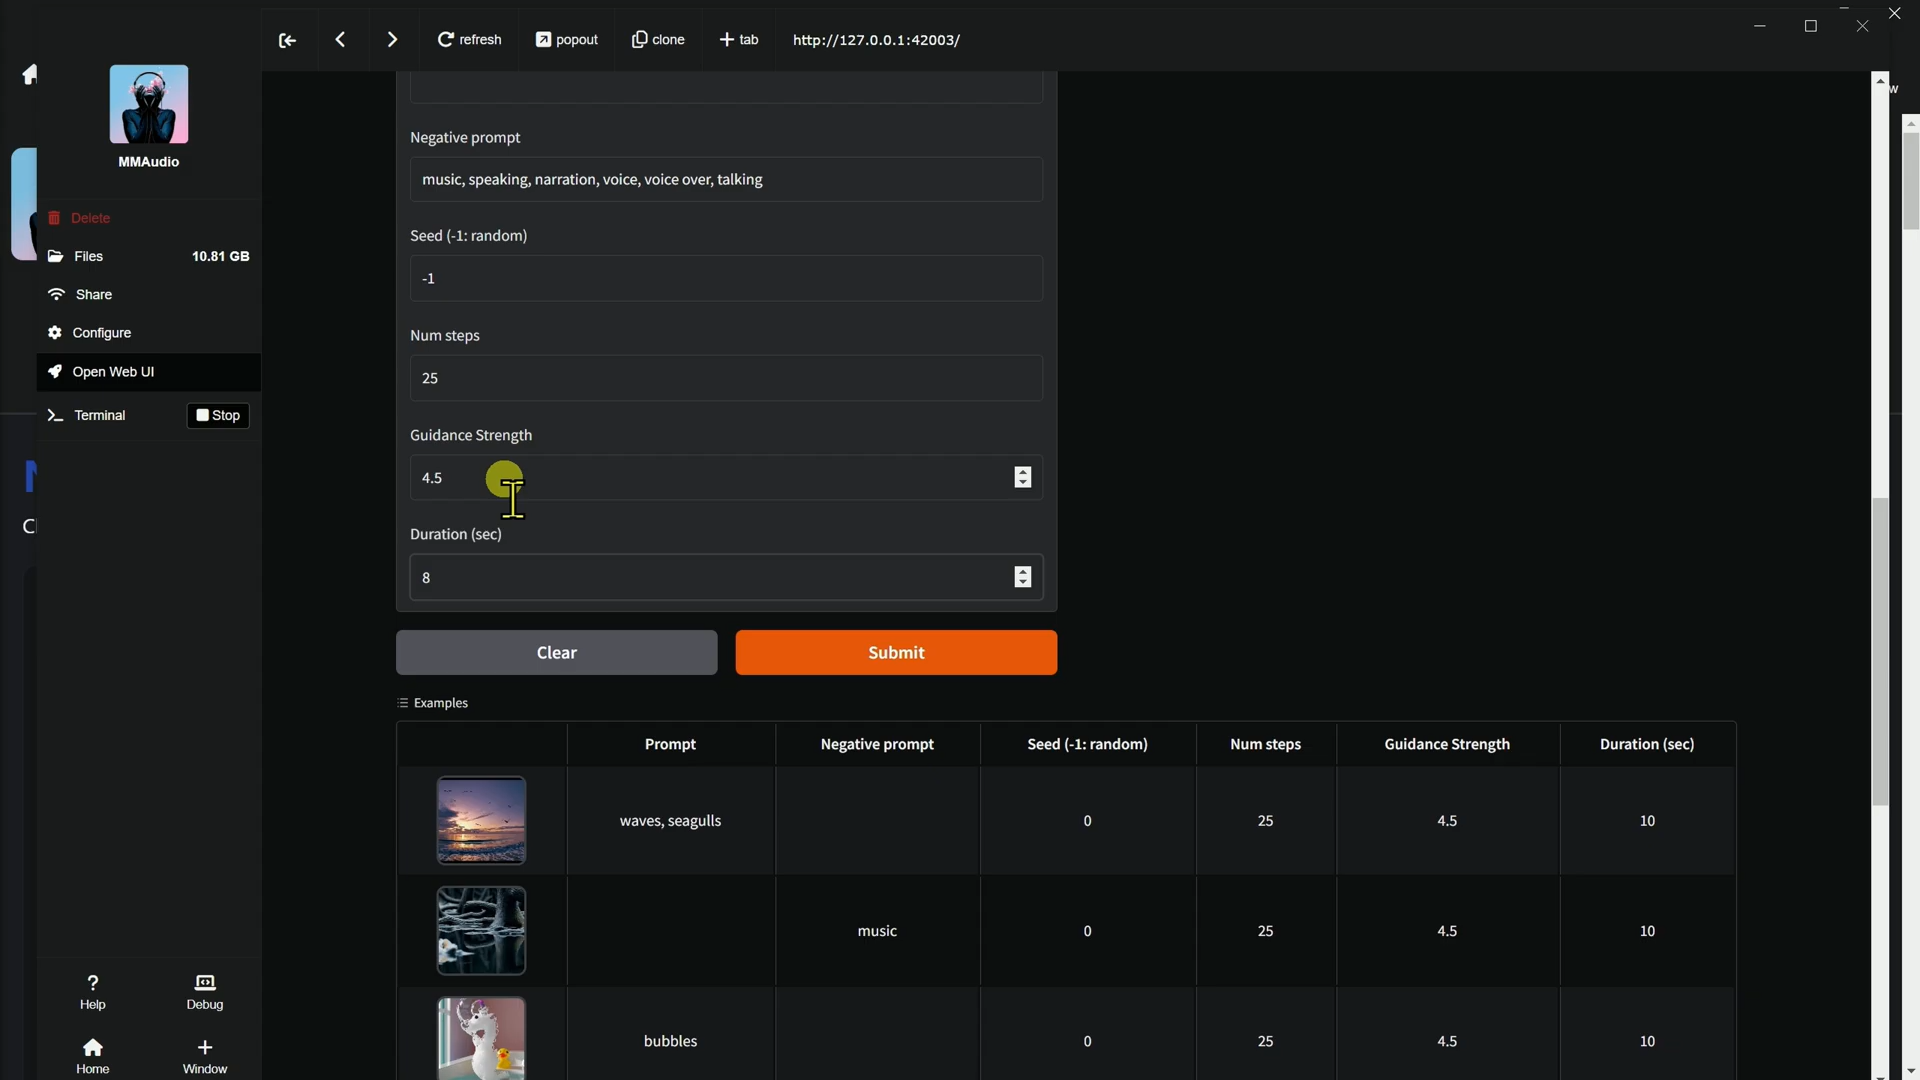 refresh
popout
clone
tab
http://127.0.0.1:42003/
w
MMAudio
Delete
Files 10.81 GB
Share
Configure
Open Web UI
Terminal Stop
Help
Debug
Home
Window
Negative prompt
music, speaking, narration, voice, voice over, talking
Seed (-1: random)
-1
Num steps
25
Guidance Strength
4.5
Duration (sec)
8
Clear
Submit
Examples
Prompt Negative prompt Seed (-1: random) Num steps Guidance Strength Duration (sec)
waves, seagulls 0 25 4.5 10
music 0 25 4.5 10
bubbles 0 25 4.5 10